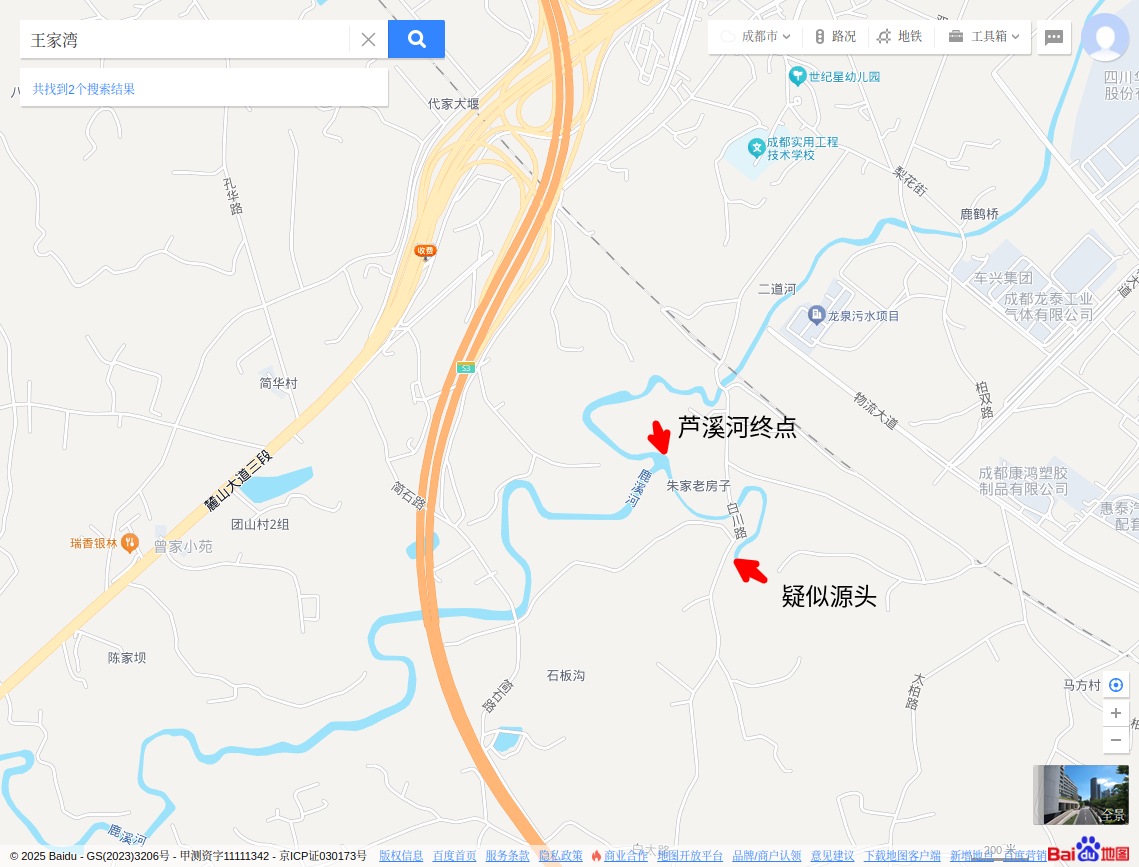 王家湾
成都市
路况
地铁
工具箱
共找到2个搜索结果
世纪星幼儿园
四川华
股份有
代家大堰
成都实用工程
技术学校
梨花街
孔华路
鹿鹤桥
收费
车兴集团
二道河
成都龙泰工业
气体有限公司
龙泉污水项目
大道
S3
简华村
柏双路
物流大道
芦溪河终点
麓山大道三段
鹿溪河
朱家老房子
成都康鸿塑胶
制品有限公司
简石路
白川路
惠泰汽
配套
团山村2组
瑞香银林
曾家小苑
疑似源头
陈家坝
石板沟
简石路
太柏路
马方村
柏
全景
鹿溪河
白大路
200 米
© 2025 Baidu - GS(2023)3206号 - 甲测资字11111342 - 京ICP证030173号 版权信息 百度首页 服务条款 隐私政策 商业合作 地图开放平台 品牌/商户认领 意见建议 下载地图客户端 新增地点 百度营销
Bai du 地图